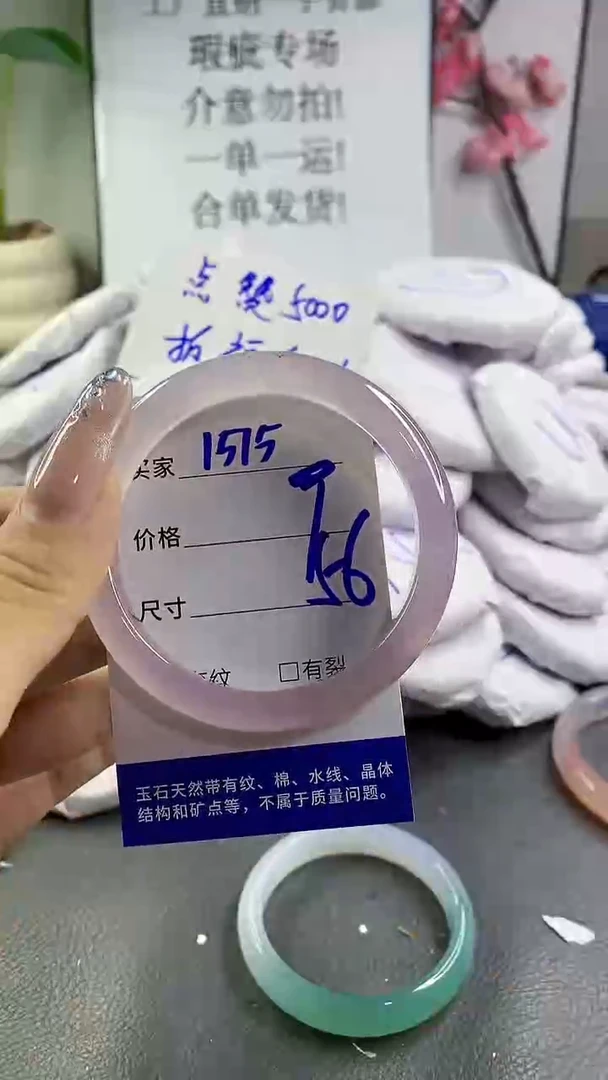 瑕疵专场
介意勿拍!
一单一运!
合单发货!
点赞5000
买家 1575
价格
尺寸 56
纹 □有裂
玉石天然带有纹、棉、水线、晶体
结构和矿点等，不属于质量问题。